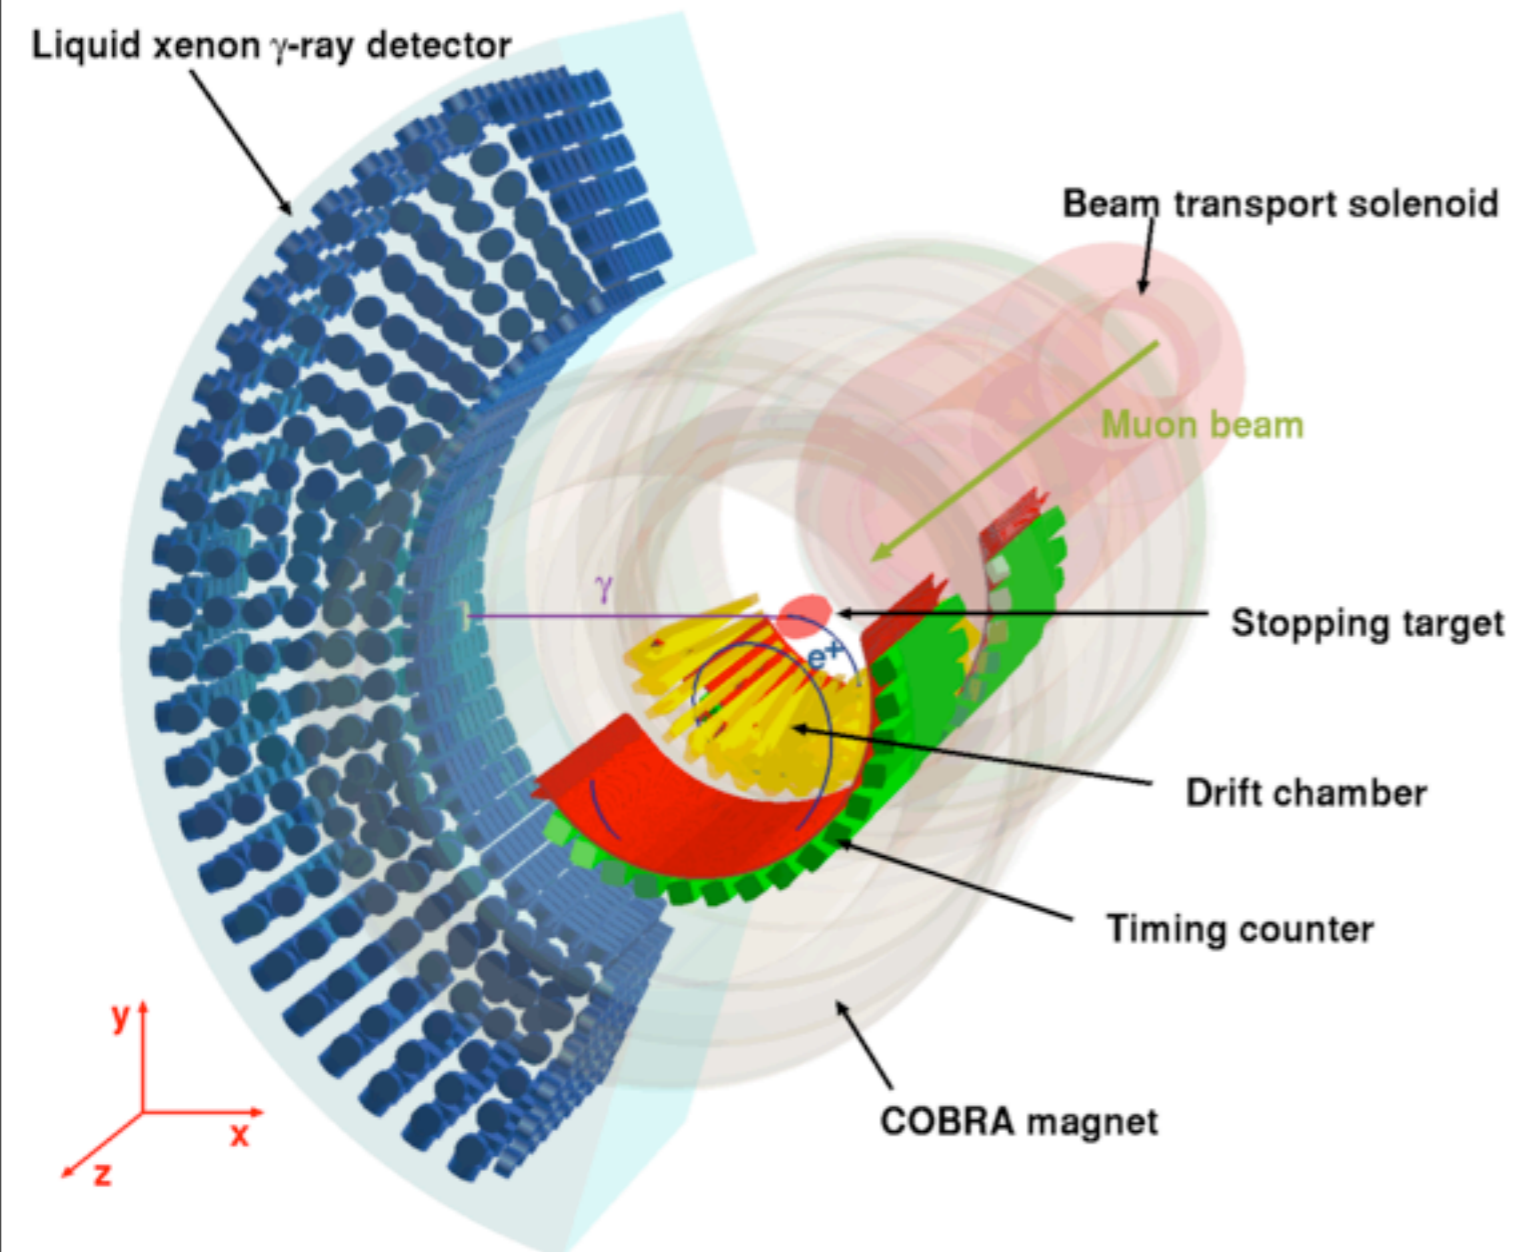 Liquid xenon γ-ray detector
Beam transport solenoid
Muon beam
γ
Stopping target
e+
Drift chamber
Timing counter
y
COBRA magnet
x
z